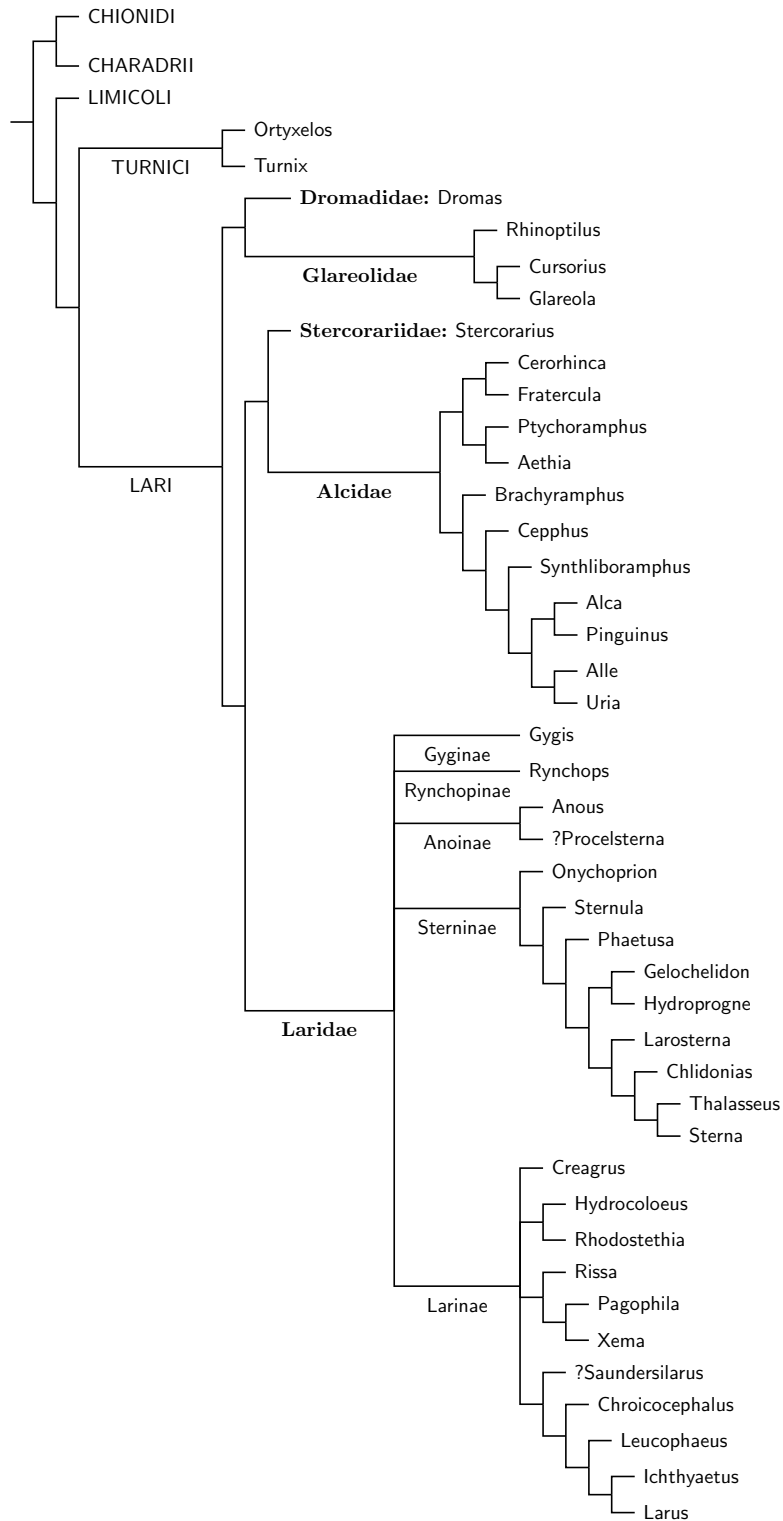 CHIONIDI
CHARADRII
LIMICOLI
Ortyxelos
TURNICI
Turnix
Dromadidae: Dromas
Rhinoptilus
Glareolidae
Cursorius
Glareola
Stercorariidae: Stercorarius
Cerorhinca
Fratercula
Ptychoramphus
Aethia
LARI
Alcidae
Brachyramphus
Cepphus
Synthliboramphus
Alca
Pinguinus
Alle
Uria
Gygis
Gyginae
Rynchops
Rynchopinae
Anous
Anoinae
?Procelsterna
Onychoprion
Sternula
Sterninae
Phaetusa
Gelochelidon
Hydroprogne
Laridae
Larosterna
Chlidonias
Thalasseus
Sterna
Creagrus
Hydrocoloeus
Rhodostethia
Rissa
Larinae
Pagophila
Xema
?Saundersilarus
Chroicocephalus
Leucophaeus
Ichthyaetus
Larus